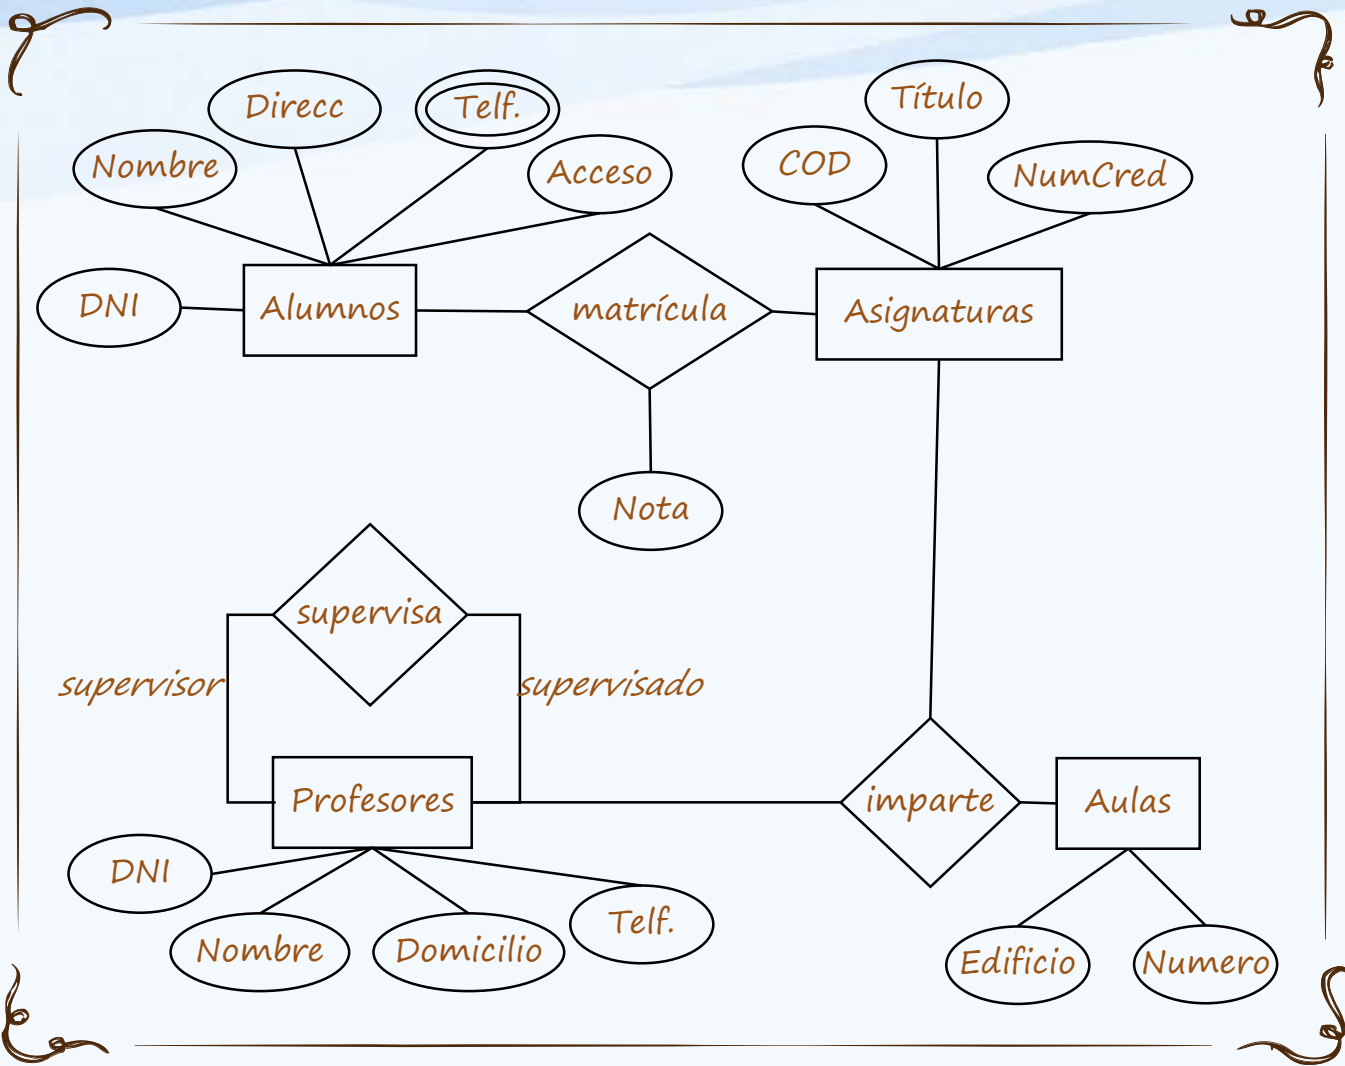 Direcc
Telf.
Título
Nombre
Acceso
COD
NumCred
DNI
Alumnos
matrícula
Asignaturas
Nota
supervisa
supervisor
supervisado
Profesores
imparte
Aulas
DNI
Nombre
Domicilio
Telf.
Edificio
Numero